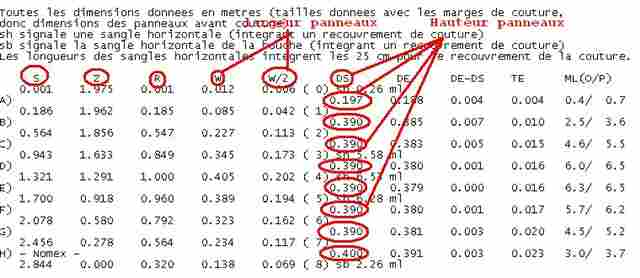 Toutes les dimensions donnees en metres (tailles donnees avec les marges de couture,
donc dimensions des panneaux avant couture) Largeur panneaux Hauteur panneaux
sh signale une sangle horizontale (integrant un recouvrement de couture)
sb signale la sangle horizontale de la bouche (integrant un recouvrement de couture)
Les longueurs des sangles horizontales integrent les 25 cm pour le recouvrement de la couture.
S Z R W W/2 DS DE DE-DS TE ML(O/P)
0.001 1.975 0.001 0.012 0.006 ( 0) sh 0.26 ml
A) 0.197 0.188 0.004 0.004 0.4/ 0.7
0.186 1.962 0.185 0.085 0.042 ( 1)
B) 0.390 0.385 0.007 0.010 2.5/ 3.6
0.564 1.856 0.547 0.227 0.113 ( 2)
C) 0.390 0.383 0.005 0.015 4.6/ 5.5
0.943 1.633 0.849 0.345 0.173 ( 3) sh 5.58 ml
D) 0.390 0.380 0.001 0.016 6.0/ 6.5
1.321 1.291 1.000 0.405 0.202 ( 4) sh 6.53 ml
E) 0.390 0.379 0.000 0.016 6.3/ 6.5
1.700 0.918 0.960 0.389 0.194 ( 5) sh 6.28 ml
F) 0.390 0.380 0.001 0.017 5.7/ 6.2
2.078 0.580 0.792 0.323 0.162 ( 6)
G) 0.390 0.381 0.003 0.020 4.5/ 5.2
2.456 0.278 0.564 0.234 0.117 ( 7)
H) - Nomex - 0.400 0.391 0.003 0.023 3.0/ 3.7
2.844 0.000 0.320 0.138 0.069 ( 8) sb 2.26 ml